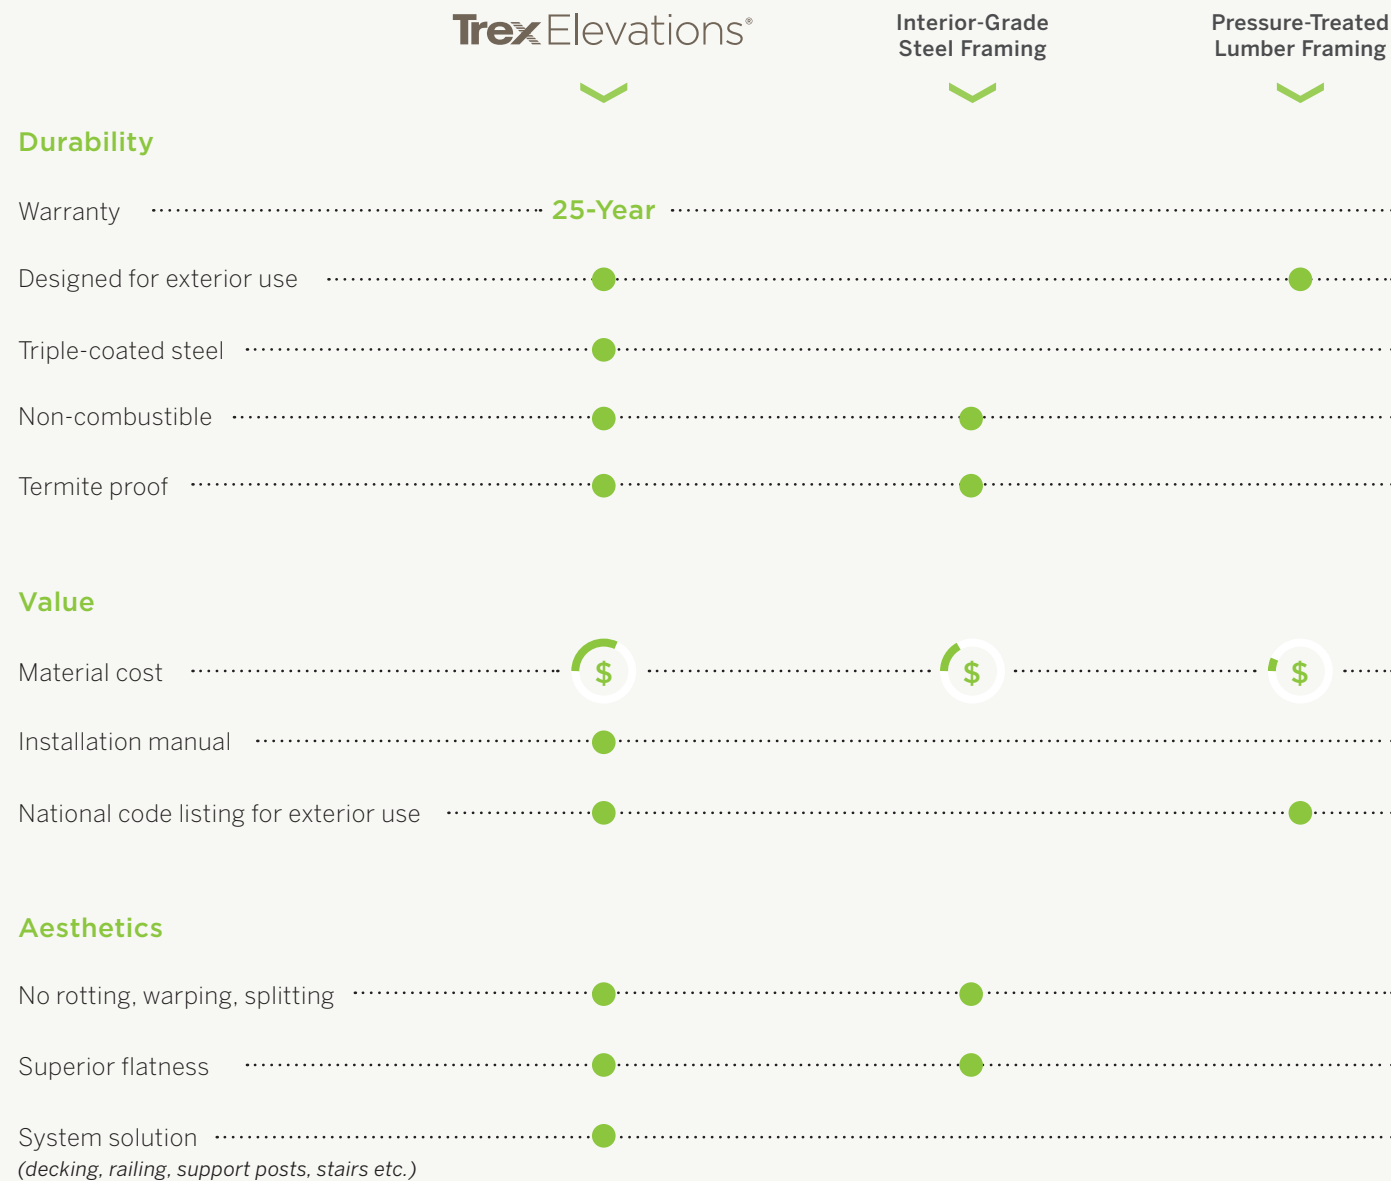 Trex Elevations®
Interior-Grade
Steel Framing
Pressure-Treated
Lumber Framing
Durability
Warranty 25-Year
Designed for exterior use
Triple-coated steel
Non-combustible
Termite proof
Value
Material cost $ $ $
Installation manual
National code listing for exterior use
Aesthetics
No rotting, warping, splitting
Superior flatness
System solution
(decking, railing, support posts, stairs etc.)